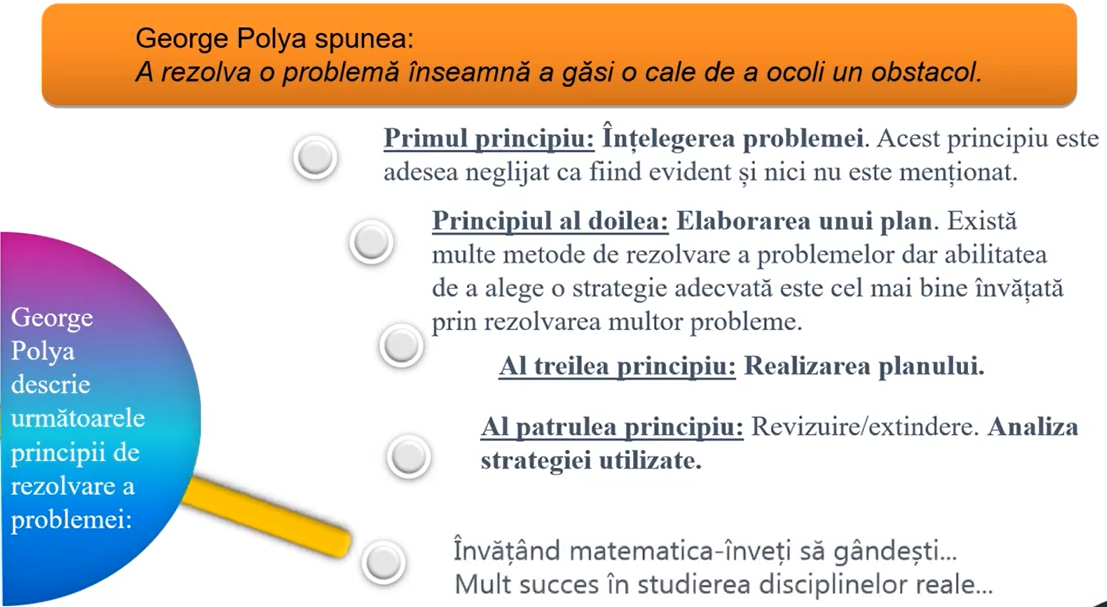 George Polya spunea:
A rezolva o problemă înseamnă a găsi o cale de a ocoli un obstacol.
George
Polya
descrie
următoarele
principii de
rezolvare a
problemei:
Primul principiu: Înțelegerea problemei. Acest principiu este
adesea neglijat ca fiind evident și nici nu este menționat.
Principiul al doilea: Elaborarea unui plan. Există
multe metode de rezolvare a problemelor dar abilitatea
de a alege o strategie adecvată este cel mai bine învățată
prin rezolvarea multor probleme.
Al treilea principiu: Realizarea planului.
Al patrulea principiu: Revizuire/extindere. Analiza
strategiei utilizate.
Învățând matematica-înveți să gândești...
Mult succes în studierea disciplinelor reale...